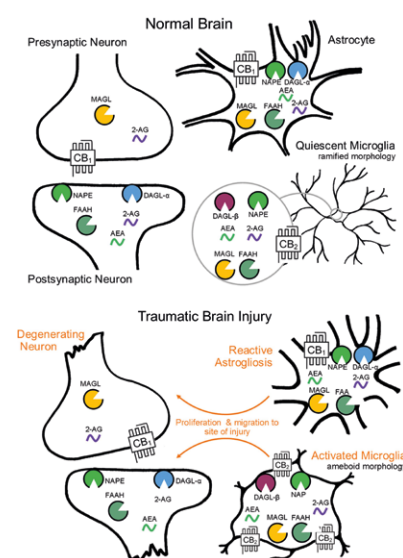 Normal Brain
Presynaptic Neuron
MAGL
2-AG
CB1
NAPE
DAGL-α
FAAH
2-AG
AEA
Postsynaptic Neuron
Astrocyte
CB1
NAPE DAGL-α
AEA
2-AG
MAGL FAAH
Quiescent Microglia
ramified morphology
DAGL-β NAPE
AEA 2-AG
CB2
MAGL FAAH
Traumatic Brain Injury
Degenerating
Neuron
MAGL
2-AG
CB1
NAPE
DAGL-α
FAAH
2-AG
AEA
Reactive
Astrogliosis
CB1
NAPE DAGL-α
AEA
2-AG
MAGL FAA
Proliferation & migration to
site of injury
Activated Microglia
ameboid morphology
CB2
DAGL-β NAP
AEA
2-AG
MAGL FAAH
CB2
CB2